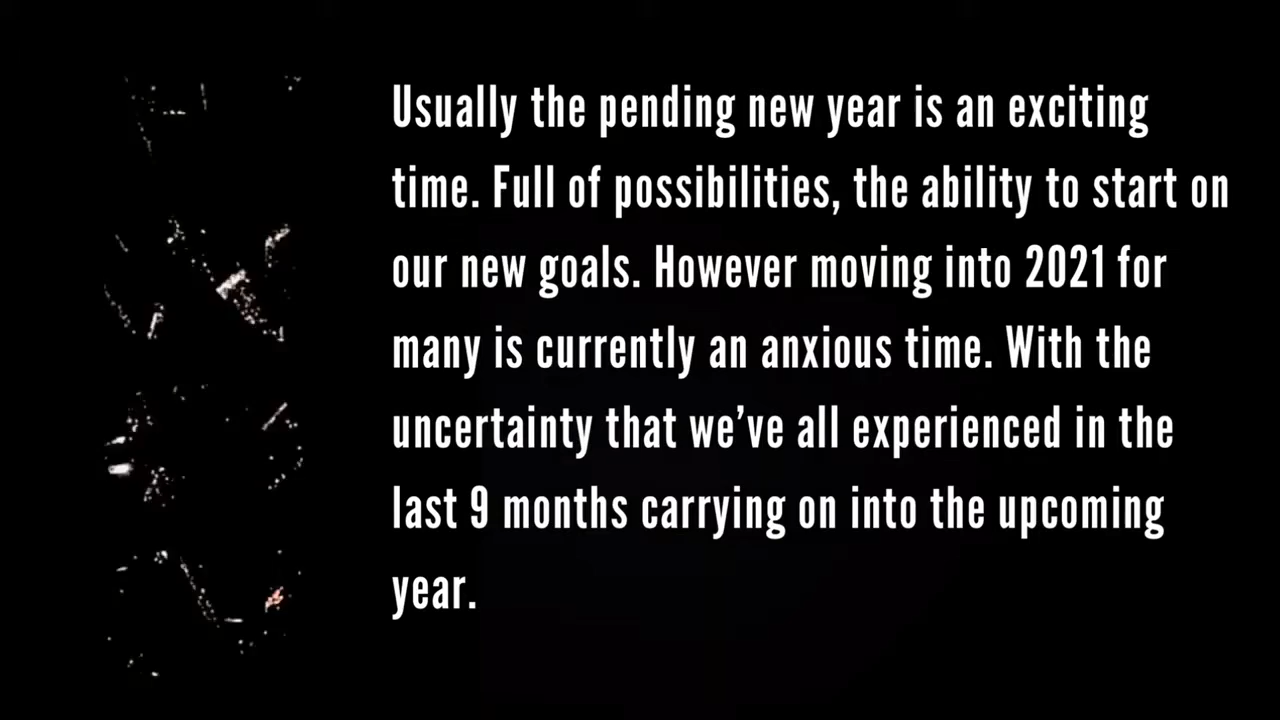 Usually the pending new year is an exciting
time. Full of possibilities, the ability to start on
our new goals. However moving into 2021 for
many is currently an anxious time. With the
uncertainty that we’ve all experienced in the
last 9 months carrying on into the upcoming
year.